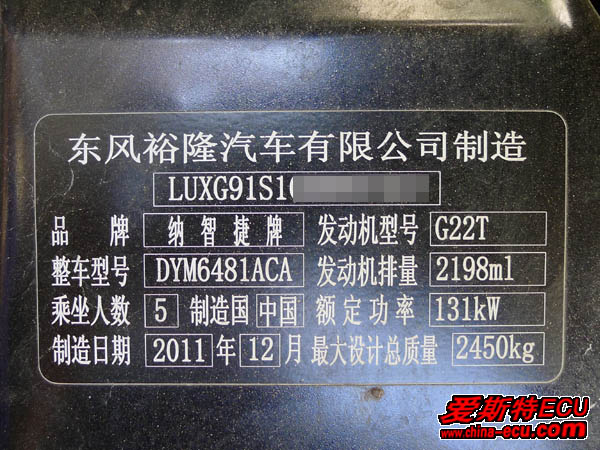 东风裕隆汽车有限公司制造
LUXG91S1
品 牌 纳智捷牌 发动机型号 G22T
整车型号 DYM6481ACA 发动机排量 2198ml
乘坐人数 5 制造国 中国 额定功率 131kW
制造日期 2011 年 12 月 最大设计总质量 2450kg
爱斯特ECU
www.china-ecu.com